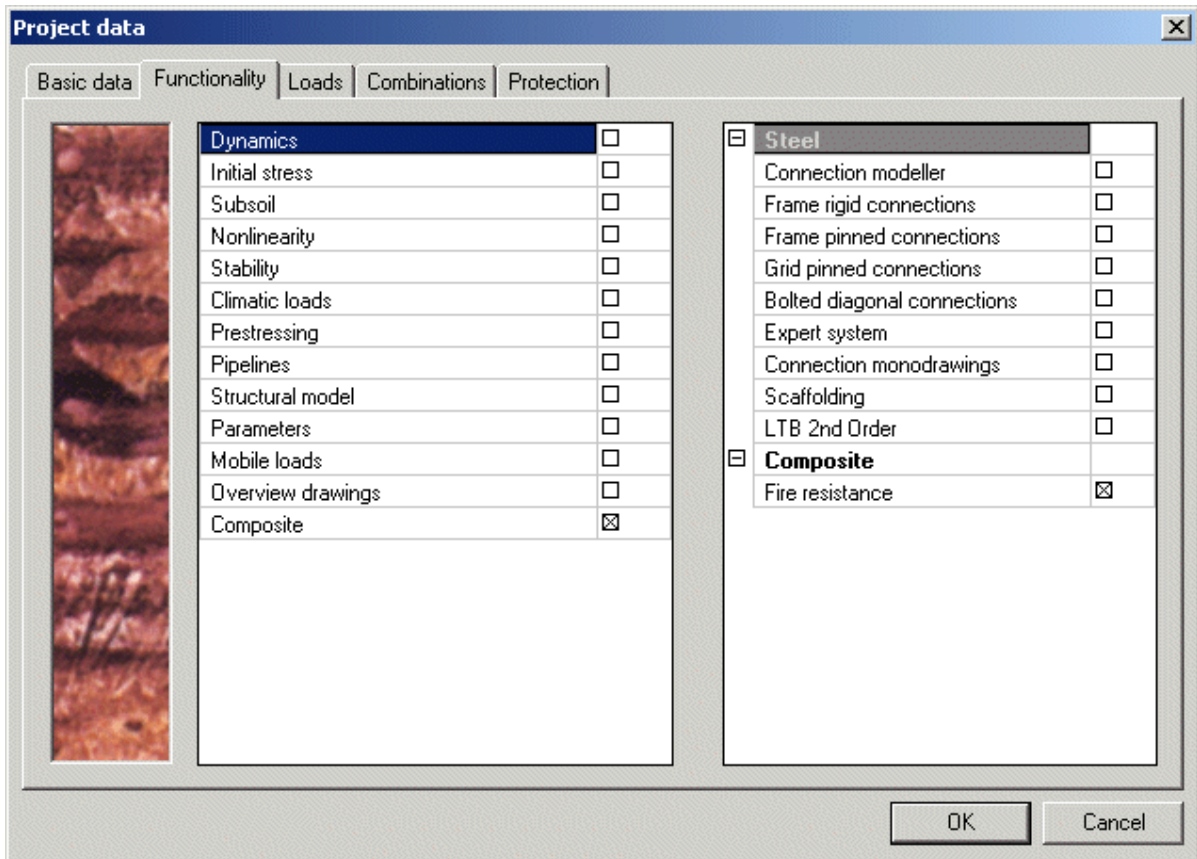 Project data
Basic data Functionality Loads Combinations Protection
Dynamics
Initial stress
Subsoil
Nonlinearity
Stability
Climatic loads
Prestressing
Pipelines
Structural model
Parameters
Mobile loads
Overview drawings
Composite
Steel
Connection modeller
Frame rigid connections
Frame pinned connections
Grid pinned connections
Bolted diagonal connections
Expert system
Connection monodrawings
Scaffolding
LTB 2nd Order
Composite
Fire resistance
OK Cancel